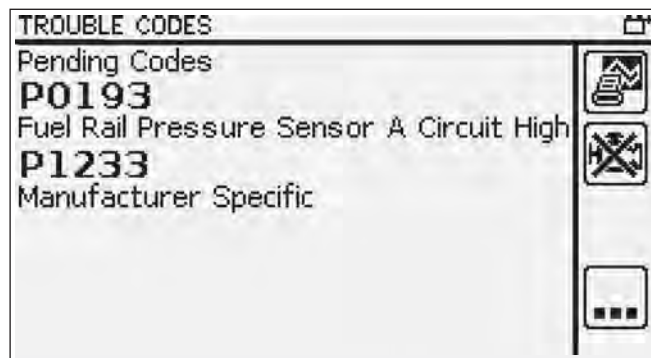 TROUBLE CODES
Pending Codes
P0193
Fuel Rail Pressure Sensor A Circuit High
P1233
Manufacturer Specific
...